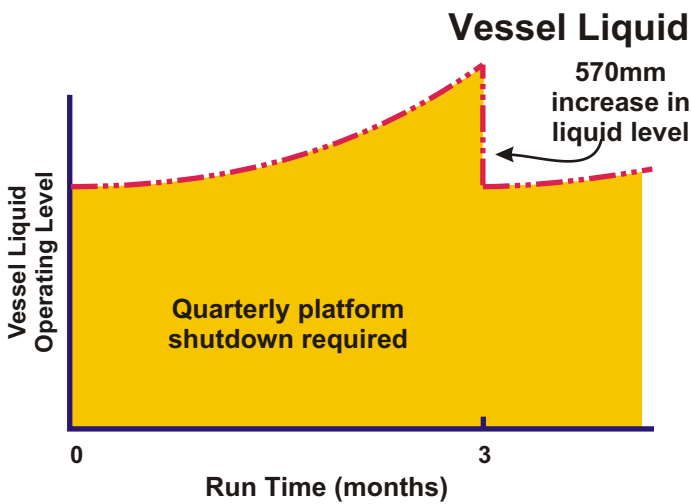 Vessel Liquid
570mm
increase in
liquid level
Vessel Liquid
Operating Level
Quarterly platform
shutdown required
0
3
Run Time (months)